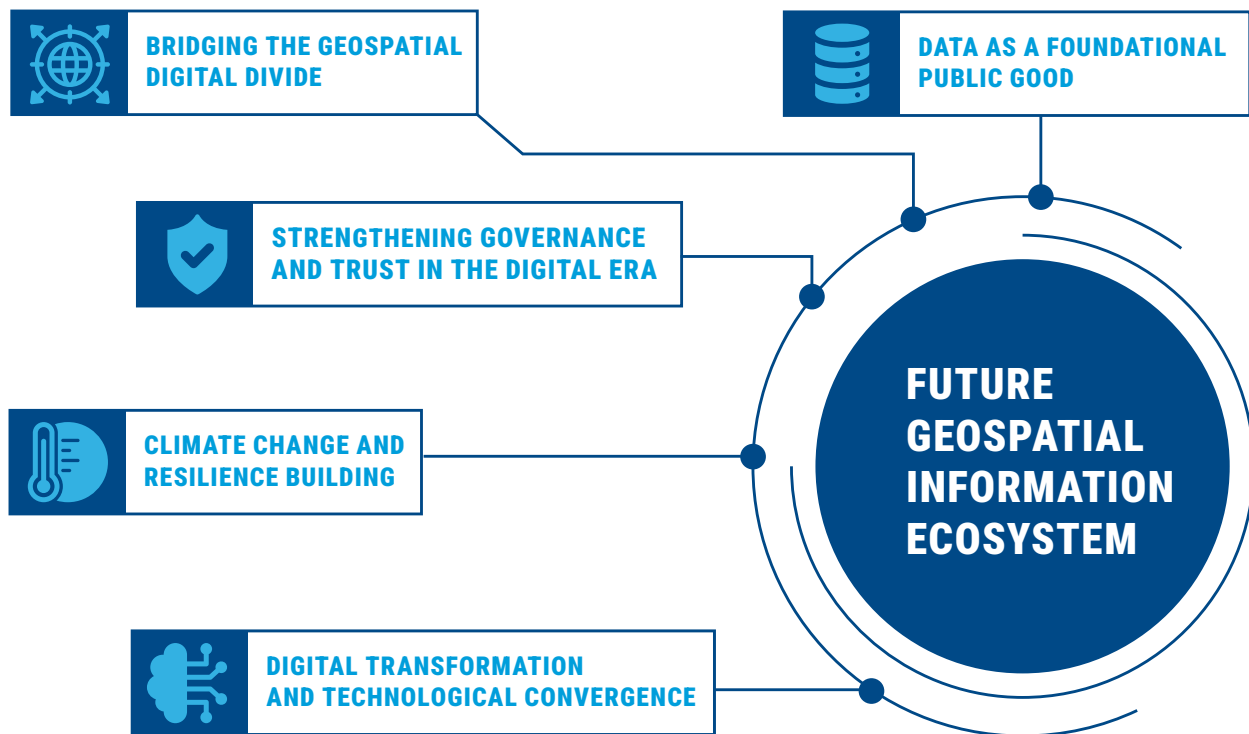 BRIDGING THE GEOSPATIAL
DIGITAL DIVIDE
DATA AS A FOUNDATIONAL
PUBLIC GOOD
STRENGTHENING GOVERNANCE
AND TRUST IN THE DIGITAL ERA
CLIMATE CHANGE AND
RESILIENCE BUILDING
DIGITAL TRANSFORMATION
AND TECHNOLOGICAL CONVERGENCE
FUTURE
GEOSPATIAL
INFORMATION
ECOSYSTEM